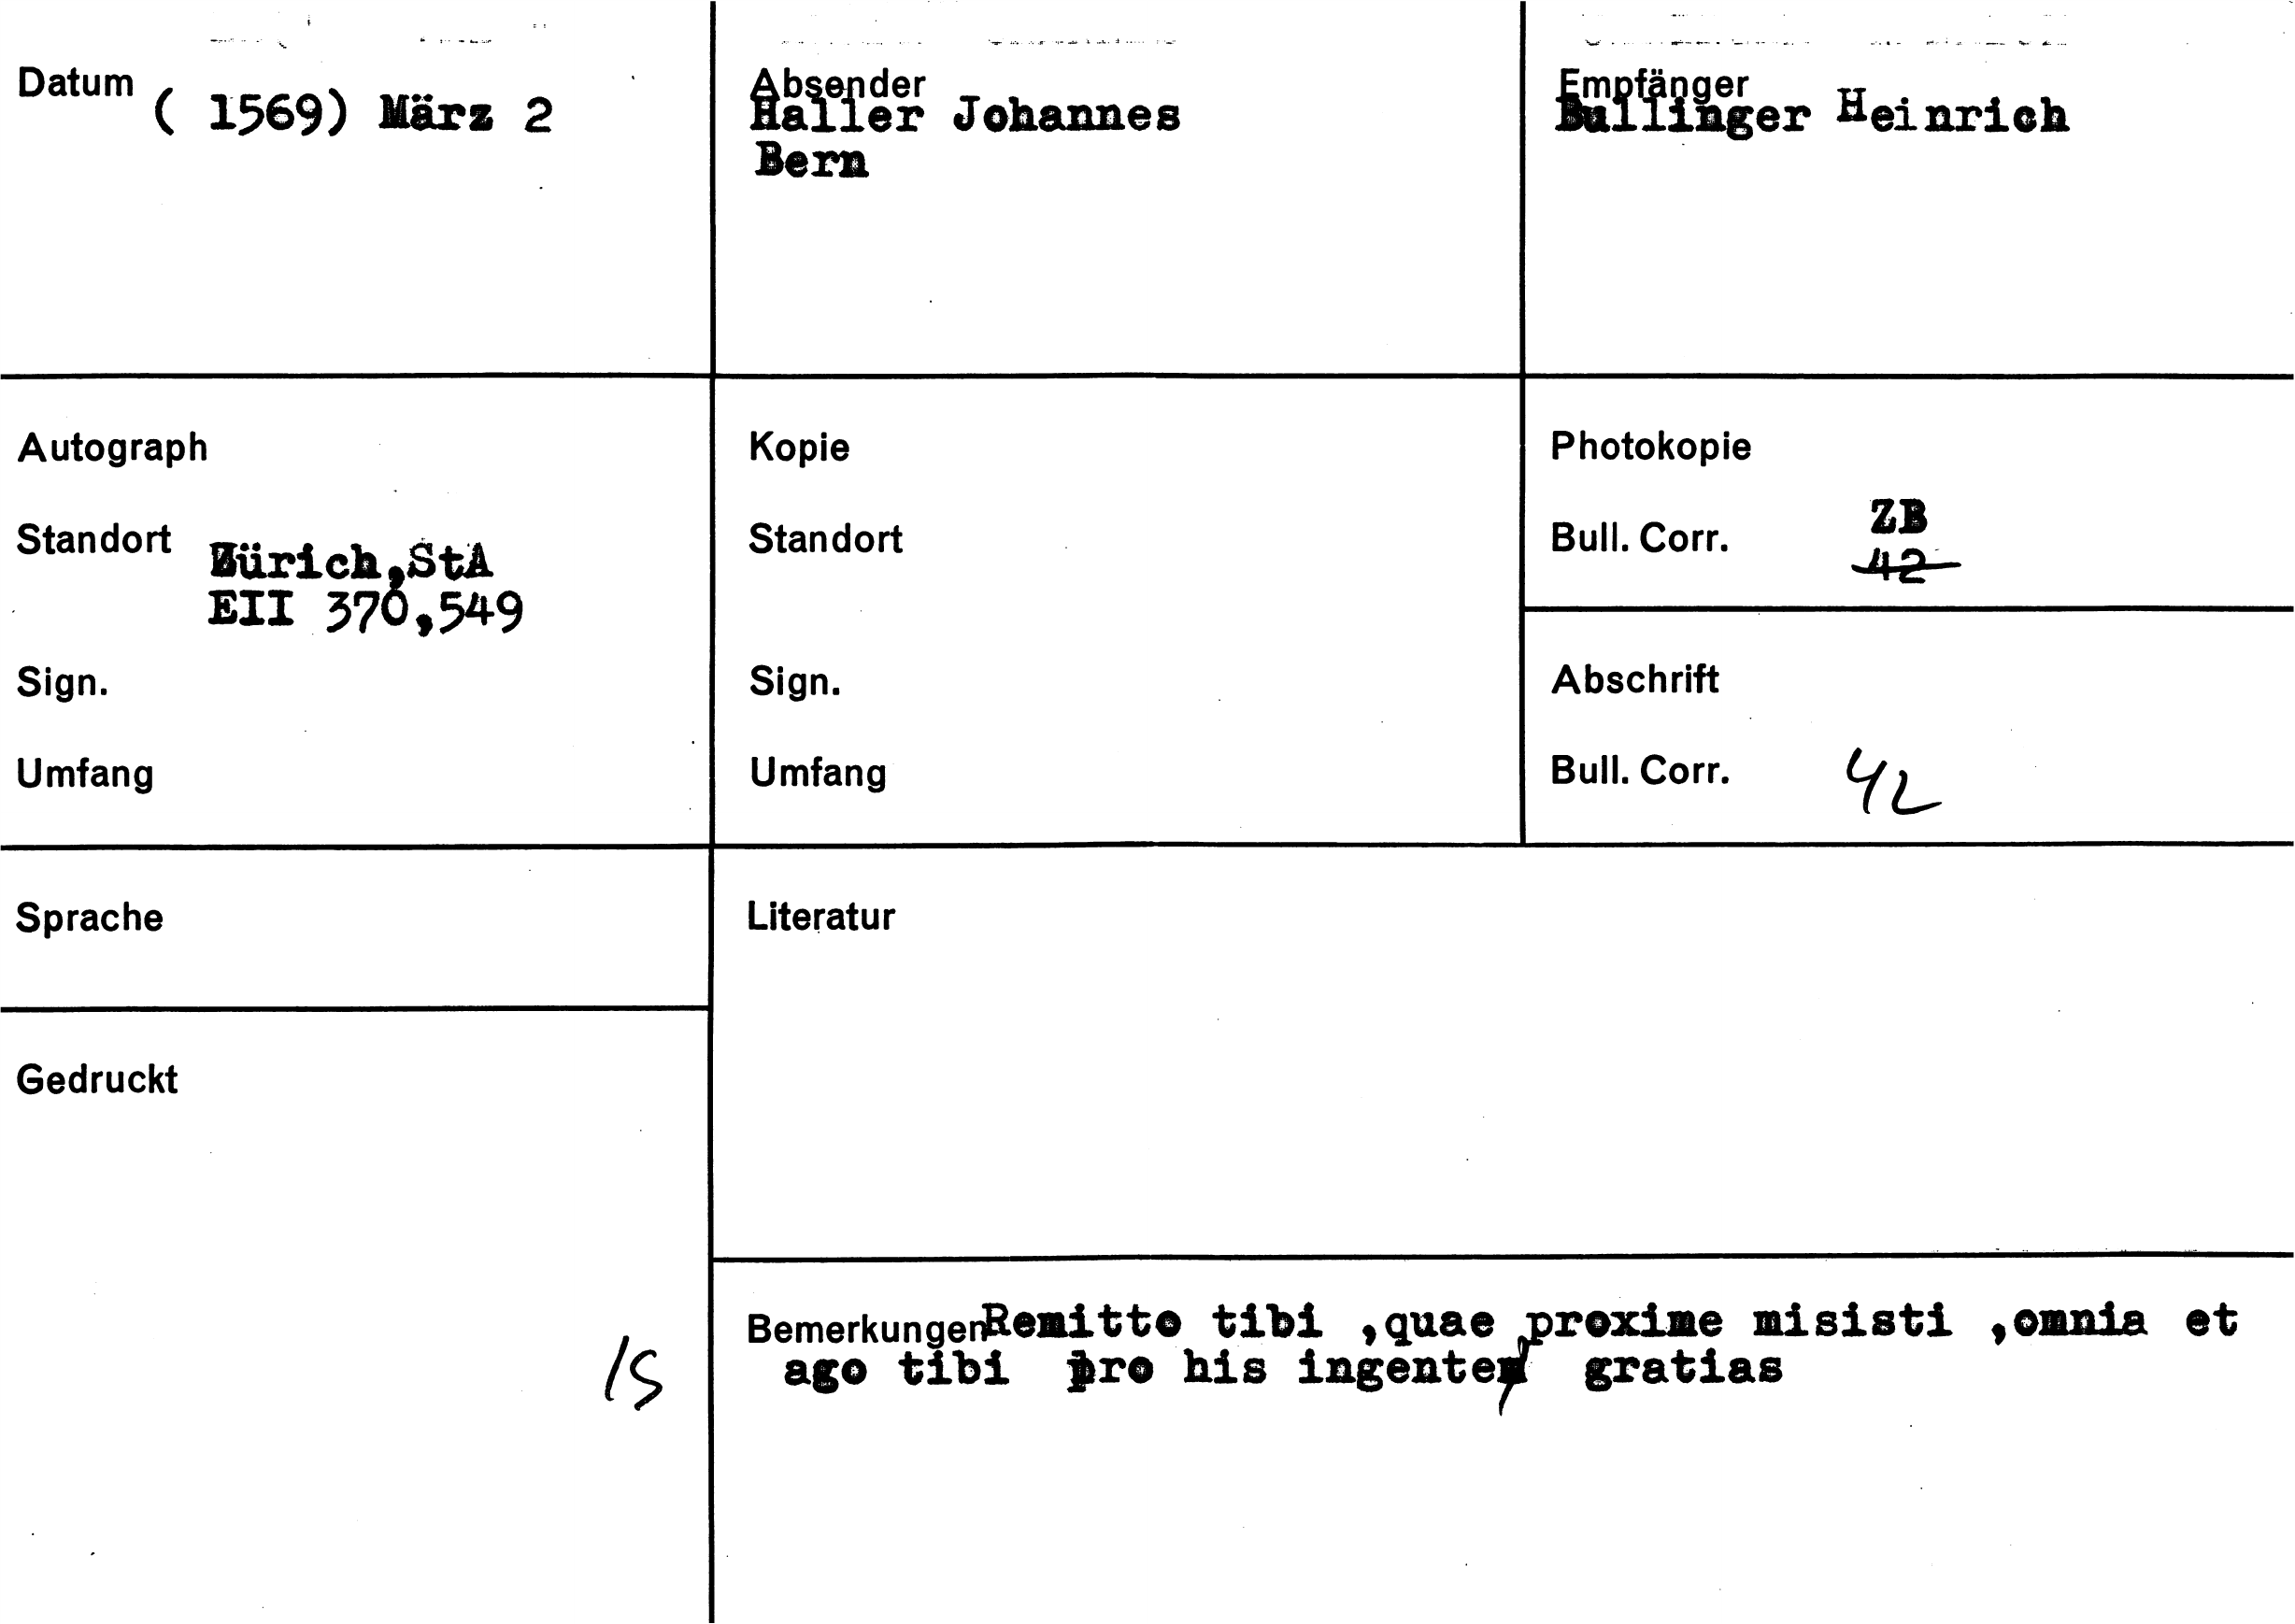 Datum ( 1569) März 2
Absender
Haller Johannes
Bern
Empfänger
Bullinger Heinrich
Autograph
Standort Zürich,StA
EII 370,549
Sign.
Umfang
Kopie
Standort
Sign.
Umfang
Photokopie
Bull. Corr. ZB
42
Abschrift
Bull. Corr. 42
Sprache
Literatur
Gedruckt
15
Bemerkungen Remitto tibi ,quae proxime misisti ,omnia et
ago tibi pro his ingentes gratias